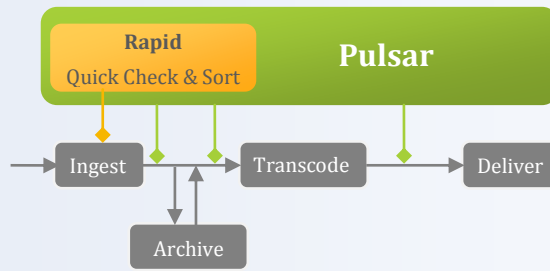 Rapid
Quick Check & Sort
Pulsar
Ingest
Transcode
Deliver
Archive